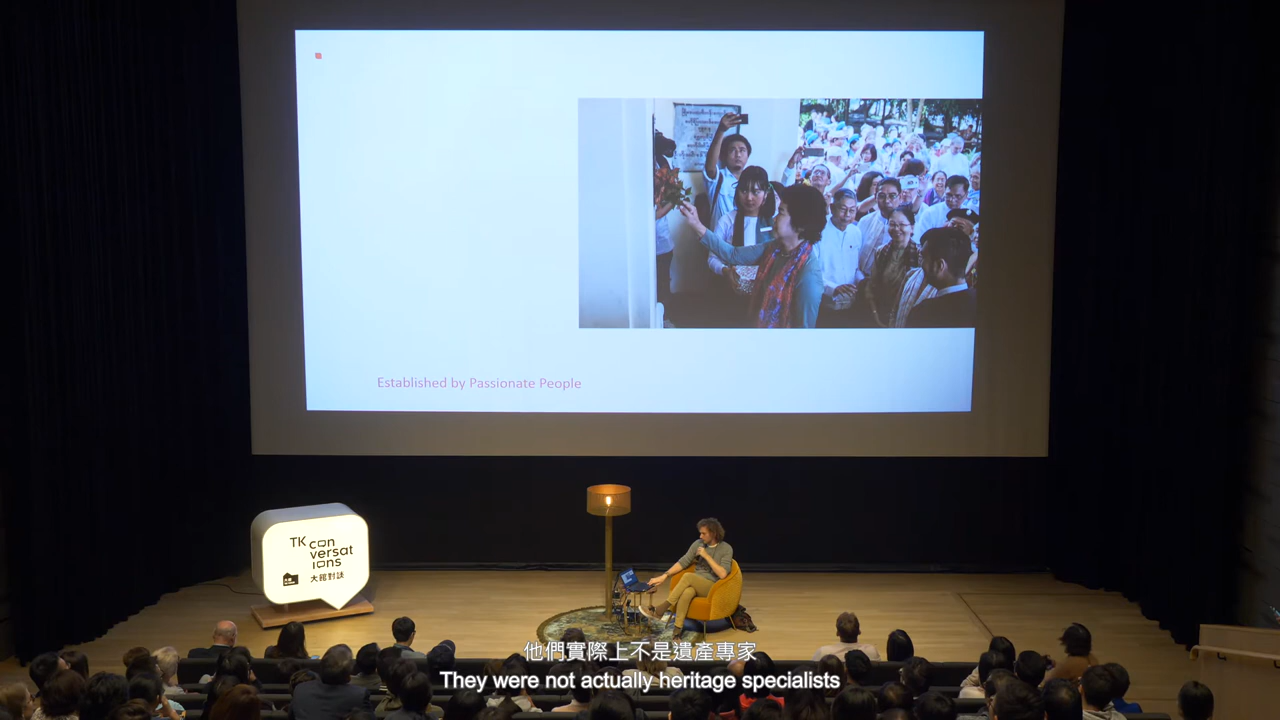 Established by Passionate People
TK con
versat
ions
大館對談
他們實際上不是遺產專家
They were not actually heritage specialists